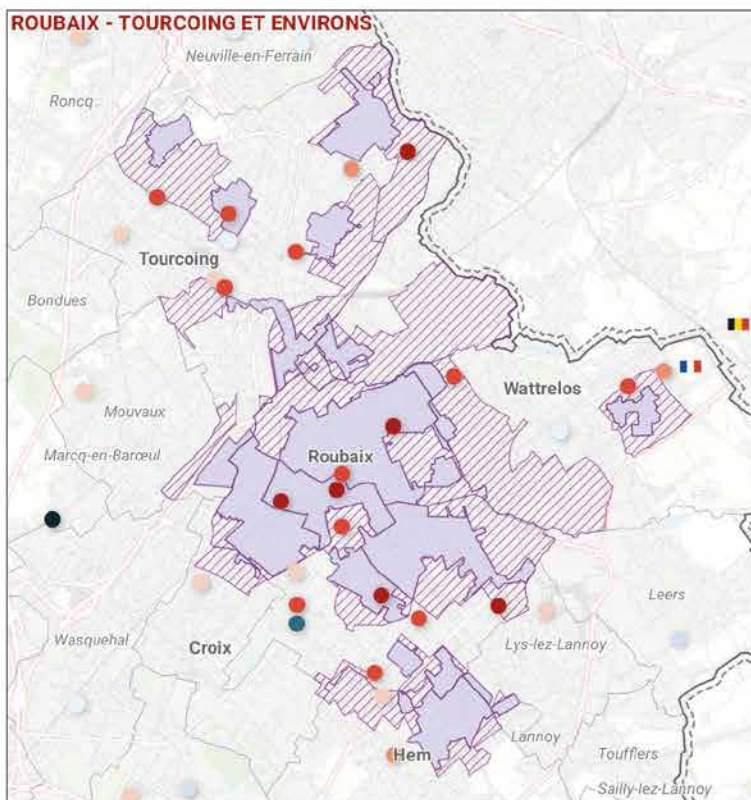 ROUBAIX - TOURCOING ET ENVIRONS
Neuville-en-Ferrain
Roncq
Tourcoing
Bondues
Wattrelos
Mouvaux
Marcq-en-Barœul
Roubaix
Leers
Wasquehal
Croix
Lys-lez-Lannoy
Lannoy
Hem
Toufflers
Sailly-lez-Lannoy